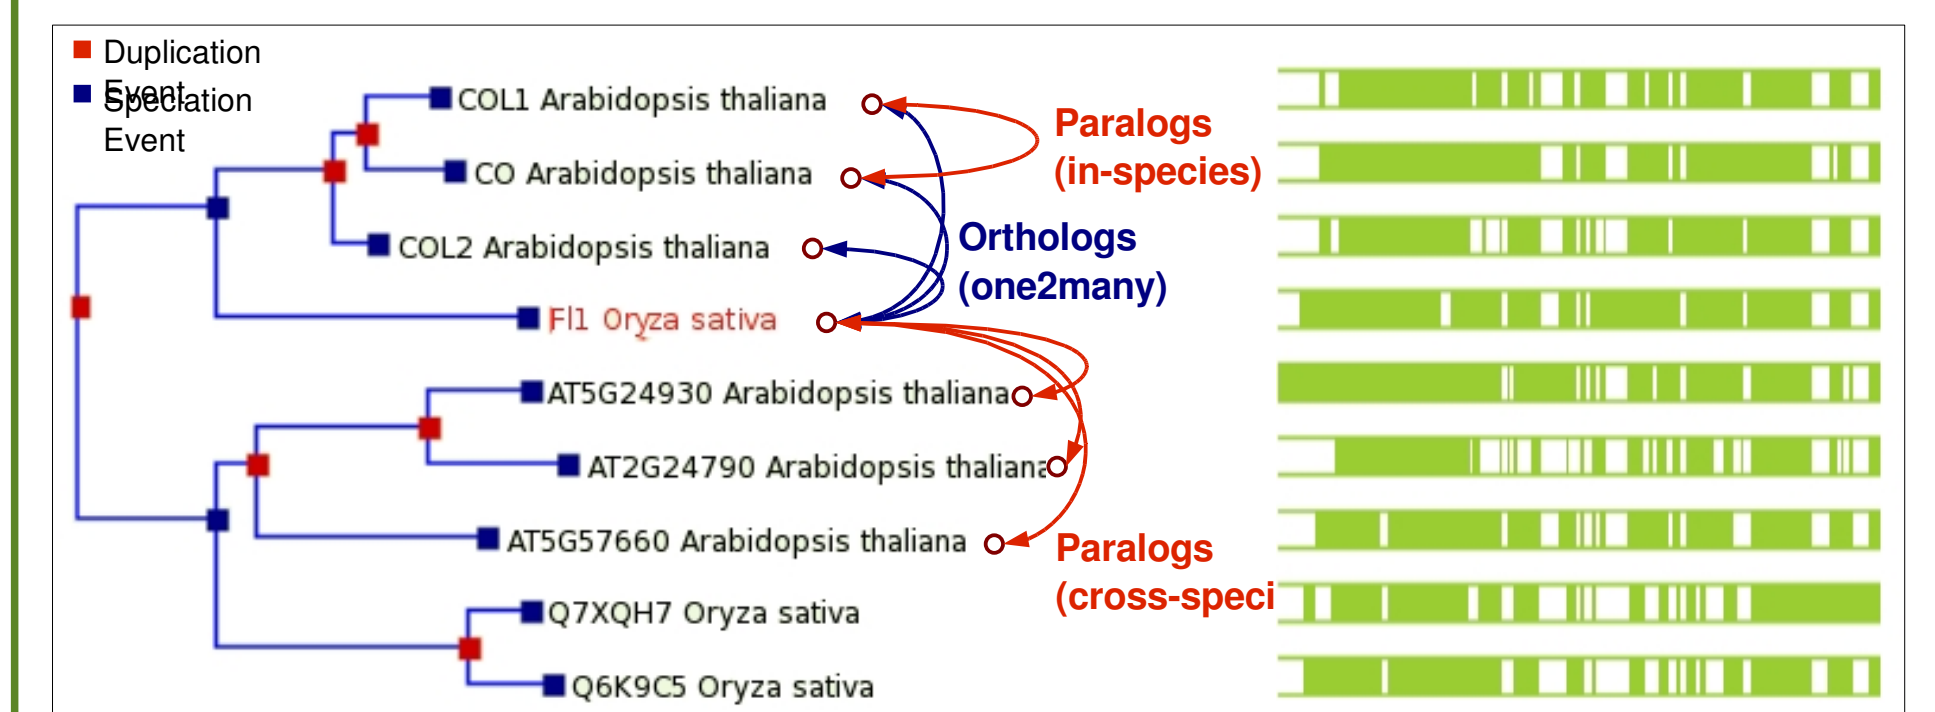 Duplication
Event
Speciation
Event
COL1 Arabidopsis thaliana
CO Arabidopsis thaliana
COL2 Arabidopsis thaliana
Fl1 Oryza sativa
AT5G24930 Arabidopsis thaliana
AT2G24790 Arabidopsis thaliana
AT5G57660 Arabidopsis thaliana
Q7XQH7 Oryza sativa
Q6K9C5 Oryza sativa
Paralogs
(in-species)
Orthologs
(one2many)
Paralogs
(cross-speci